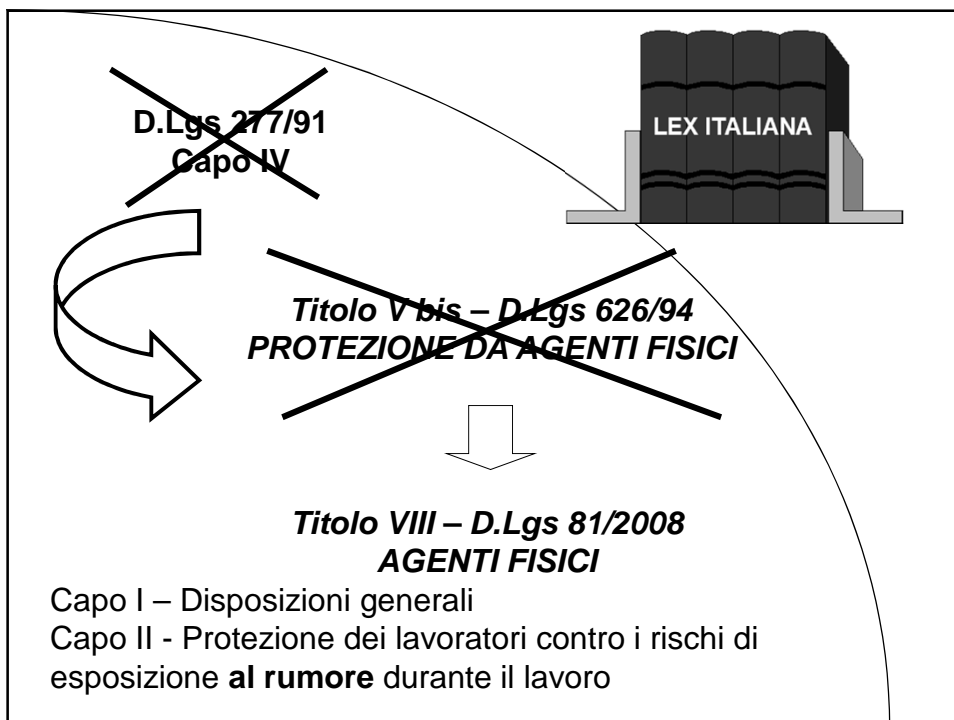 D.Lgs 277/91
Capo IV
LEX ITALIANA
Titolo V bis – D.Lgs 626/94
PROTEZIONE DA AGENTI FISICI
Titolo VIII – D.Lgs 81/2008
AGENTI FISICI
Capo I – Disposizioni generali
Capo II - Protezione dei lavoratori contro i rischi di
esposizione al rumore durante il lavoro